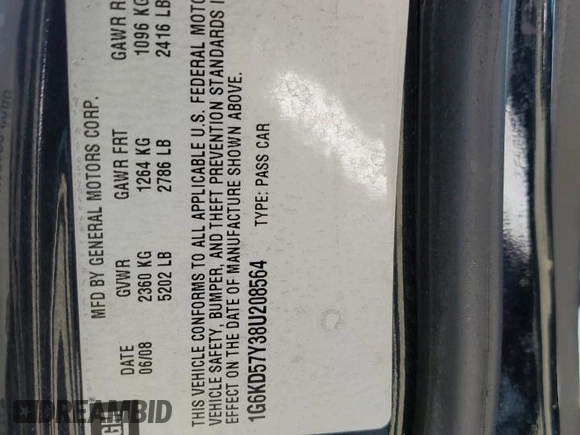 MFD BY GENERAL MOTORS CORP.
DATE GVWR GAWR FRT GAWR R
06/08 2360 KG 1264 KG 1096 KG
5202 LB 2786 LB 2416 LB
THIS VEHICLE CONFORMS TO ALL APPLICABLE U.S. FEDERAL MOTO
VEHICLE SAFETY, BUMPER, AND THEFT PREVENTION STANDARDS I
EFFECT ON THE DATE OF MANUFACTURE SHOWN ABOVE.
1G6KD57Y38U208564 TYPE: PASS CAR
DREAMBID